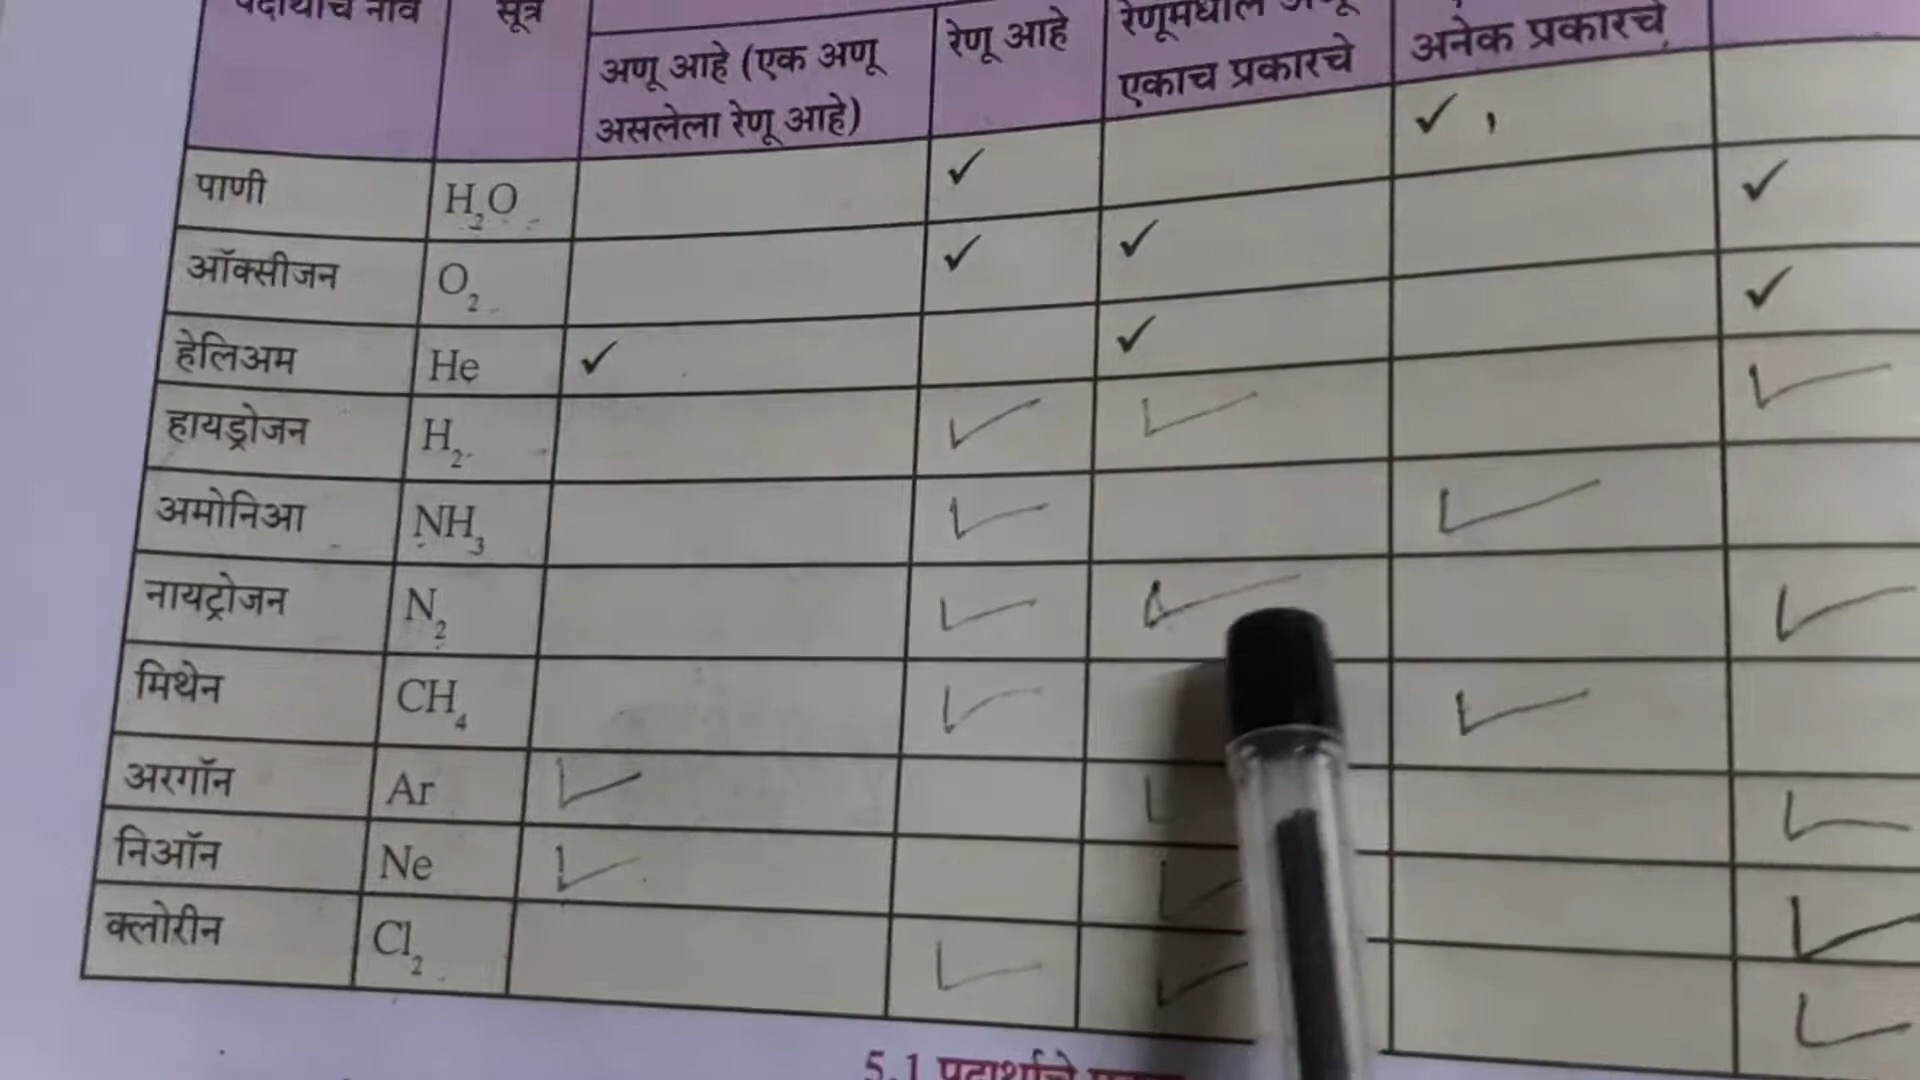 नाव
सूत्र
अणू आहे (एक अणू
असलेला रेणू आहे)
रेणू आहे
एकाच प्रकारचे
अनेक प्रकारचे
पाणी H₂O ✓ ✓
ऑक्सीजन O₂ ✓ ✓ ✓
हेलिअम He ✓ ✓ ✓
हायड्रोजन H₂ ✓ ✓ ✓
अमोनिआ NH₃ ✓ ✓
नायट्रोजन N₂ ✓ ✓ ✓
मिथेन CH₄ ✓ ✓
अरगॉन Ar ✓ ✓ ✓
निऑन Ne ✓ ✓ ✓
क्लोरीन Cl₂ ✓ ✓ ✓
5.1